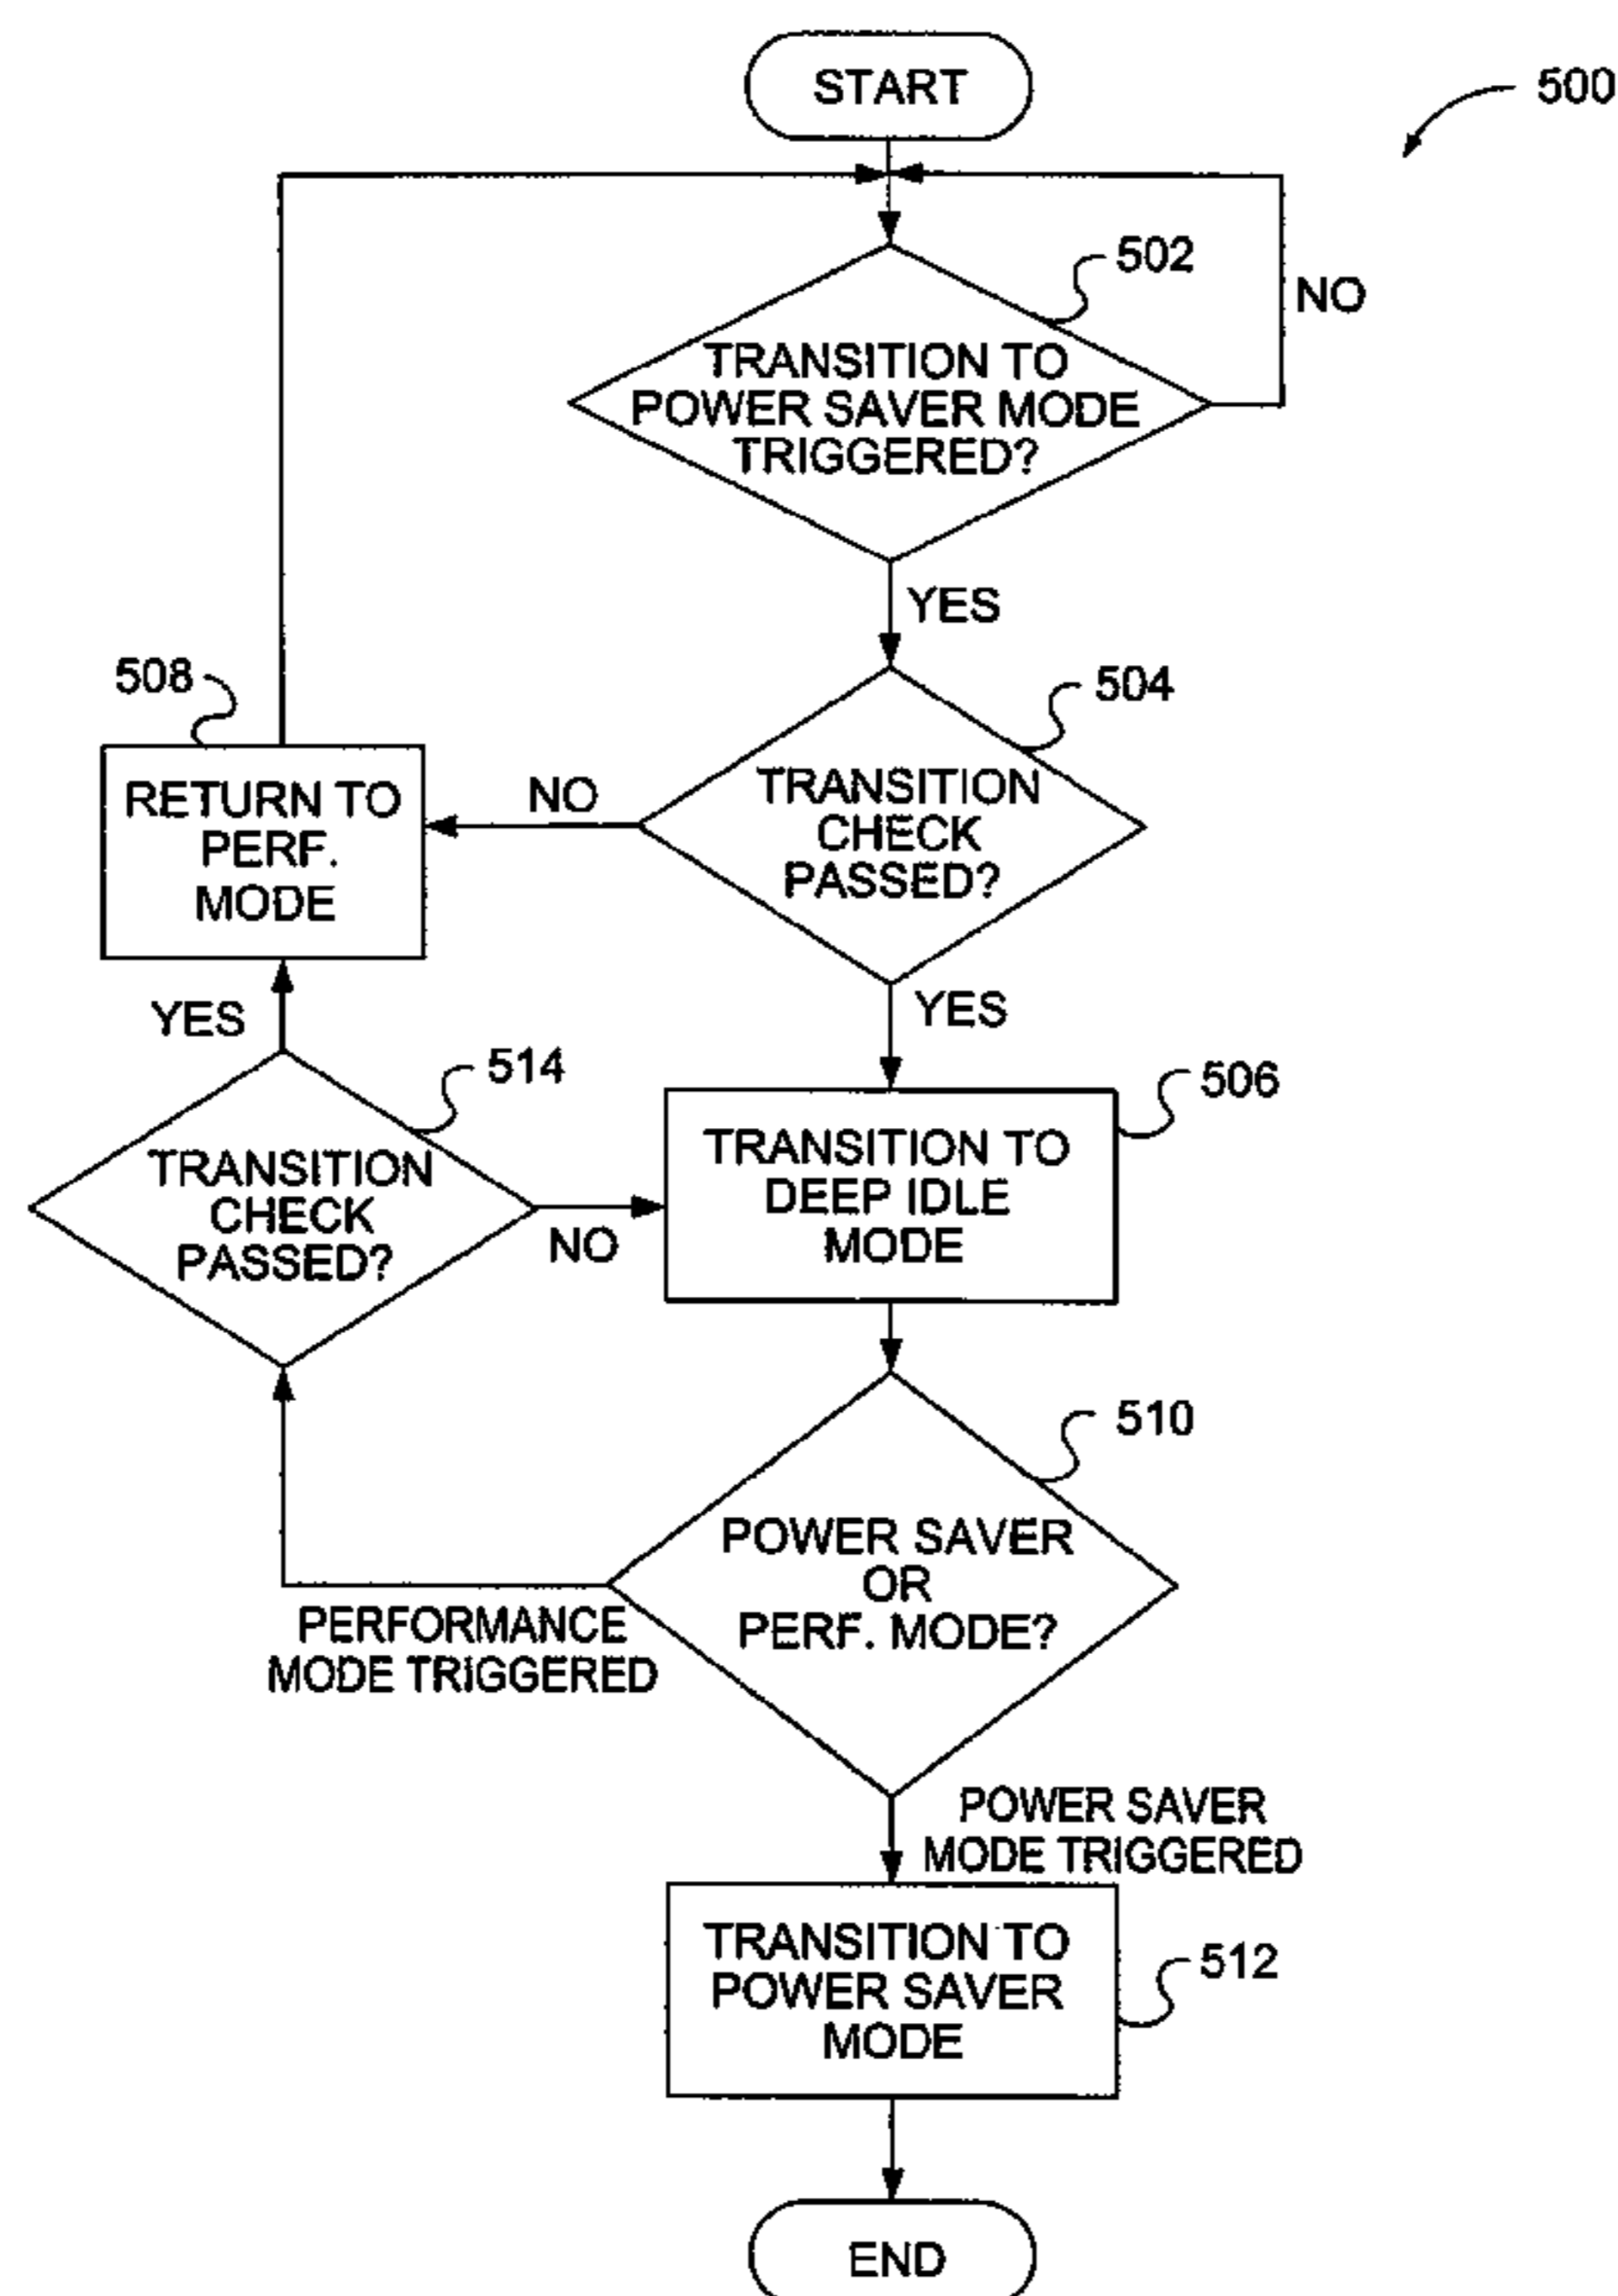 START
500
502
NO
TRANSITION TO
POWER SAVER MODE
TRIGGERED?
YES
508
504
RETURN TO
PERF.
MODE
NO
TRANSITION
CHECK
PASSED?
YES
YES
514
506
TRANSITION
CHECK
PASSED?
NO
TRANSITION TO
DEEP IDLE
MODE
510
POWER SAVER
OR
PERF. MODE?
PERFORMANCE
MODE TRIGGERED
POWER SAVER
MODE TRIGGERED
TRANSITION TO
POWER SAVER
MODE
512
END